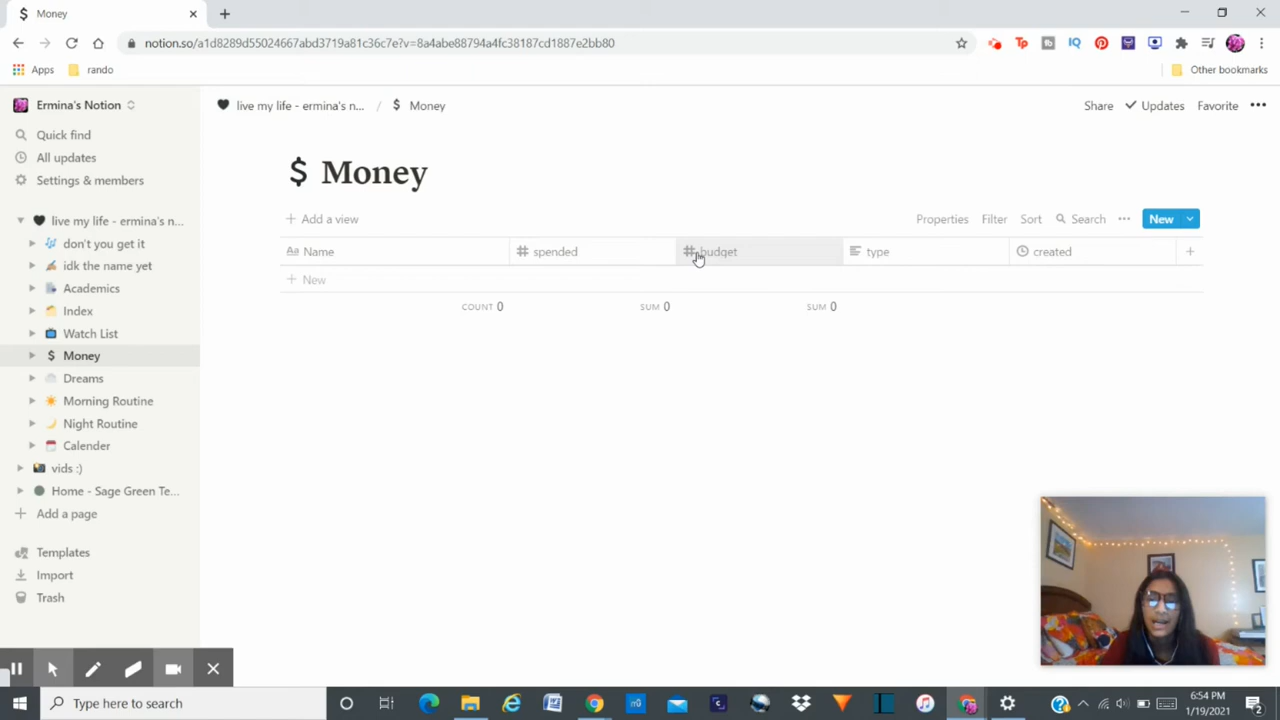 $ Money
notion.so/a1d8289d55024667abd3719a81c36c7e?v=8a4abe88794a4fc38187cd1887e2bb80
Apps
rando
Other bookmarks
Ermina's Notion
live my life - ermina's n... / $ Money
Share
Updates
Favorite
Quick find
All updates
Settings & members
live my life - ermina's n...
don't you get it
idk the name yet
Academics
Index
Watch List
$ Money
Dreams
Morning Routine
Night Routine
Calender
vids :)
Home - Sage Green Te...
+ Add a page
Templates
Import
Trash
$ Money
+ Add a view
Properties
Filter
Sort
Search
New
Aa Name
# spended
# budget
type
created
+ New
COUNT 0
SUM 0
SUM 0
Type here to search
6:54 PM
1/19/2021